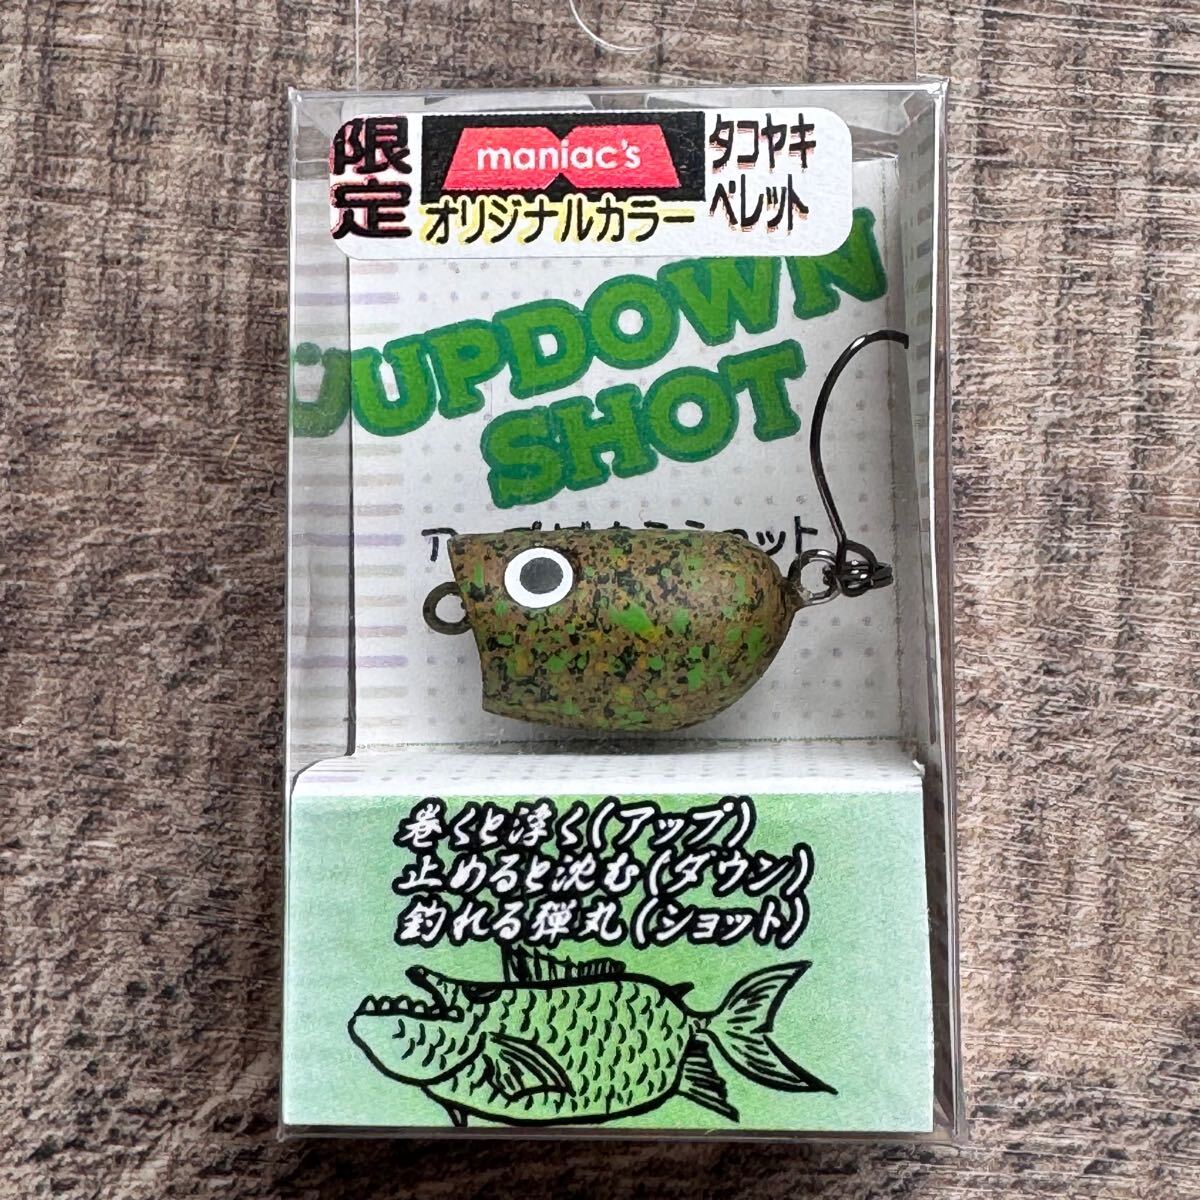 限定
maniac's
オリジナルカラー
タコヤキ
ペレット
UPDOWN
SHOT
巻くと浮く(アップ)
止めると沈む(ダウン)
釣れる弾丸(ショット)